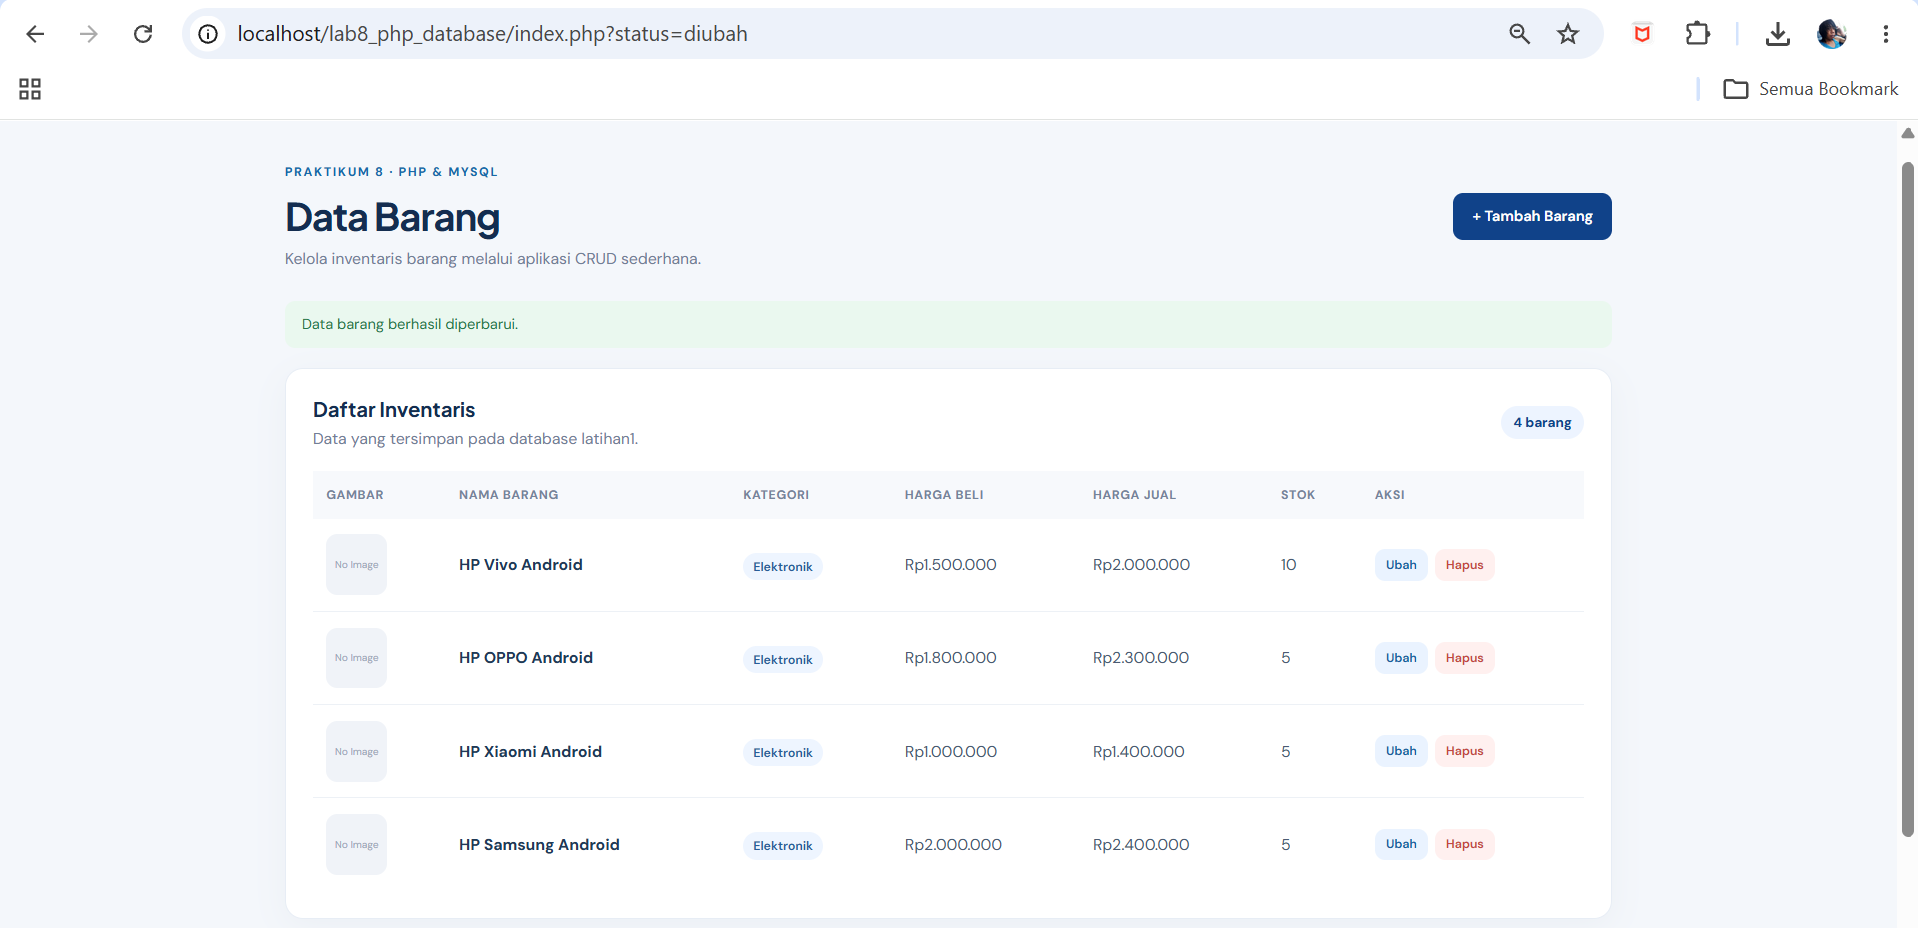 localhost/lab8_php_database/index.php?status=diubah
Semua Bookmark
PRAKTIKUM 8 · PHP & MYSQL
Data Barang
+ Tambah Barang
Kelola inventaris barang melalui aplikasi CRUD sederhana.
Data barang berhasil diperbarui.
Daftar Inventaris
4 barang
Data yang tersimpan pada database latihan1.
GAMBAR NAMA BARANG KATEGORI HARGA BELI HARGA JUAL STOK AKSI
No Image HP Vivo Android Elektronik Rp1.500.000 Rp2.000.000 10 Ubah Hapus
No Image HP OPPO Android Elektronik Rp1.800.000 Rp2.300.000 5 Ubah Hapus
No Image HP Xiaomi Android Elektronik Rp1.000.000 Rp1.400.000 5 Ubah Hapus
No Image HP Samsung Android Elektronik Rp2.000.000 Rp2.400.000 5 Ubah Hapus